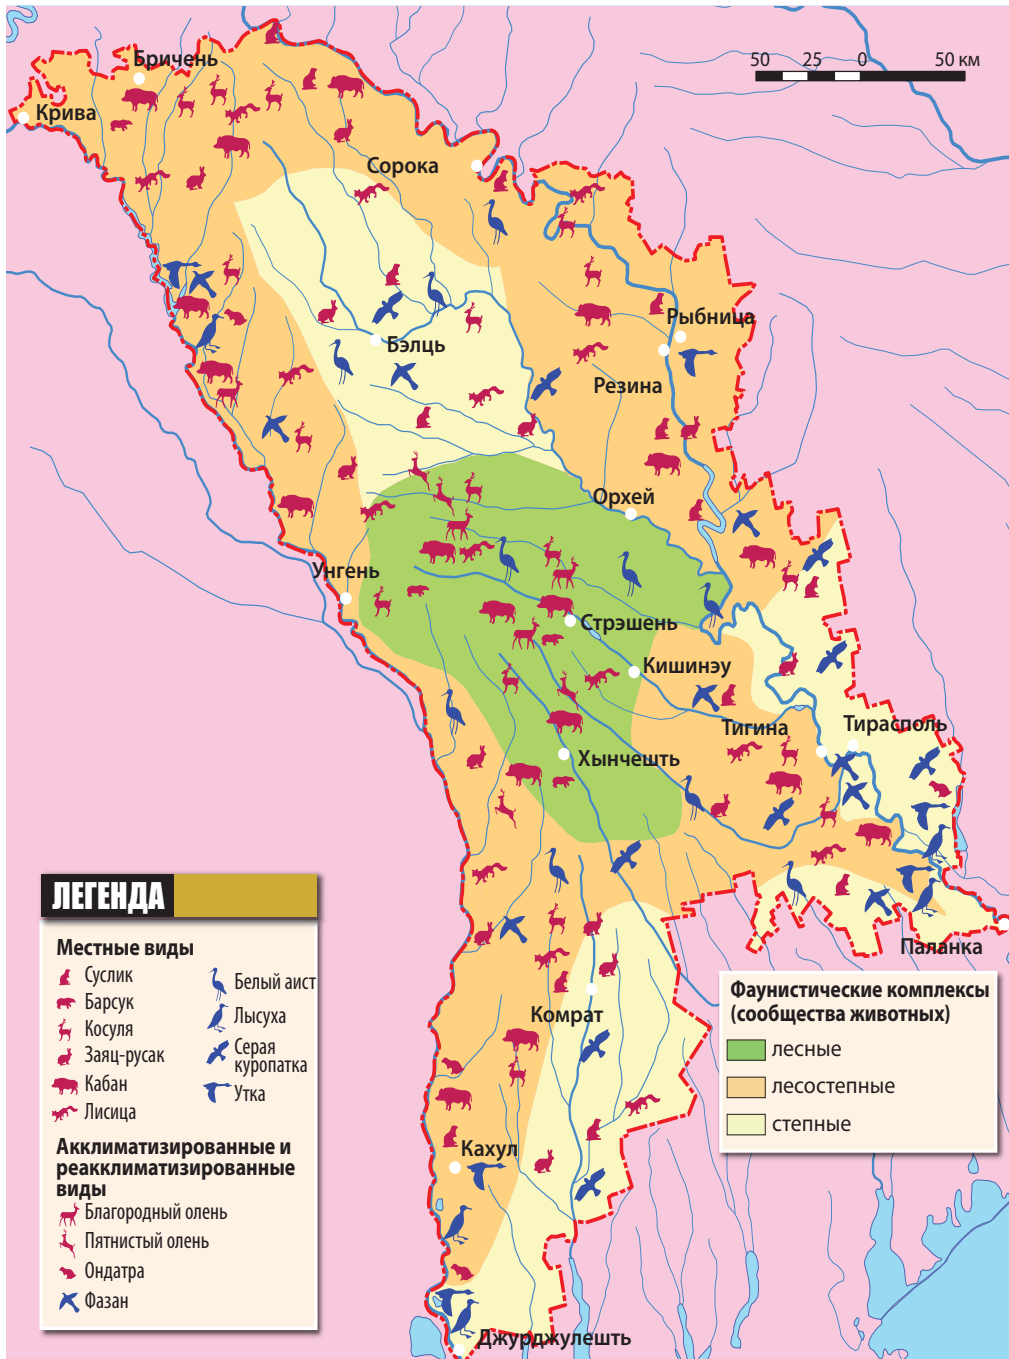 Бричень
50 25 0 50 км
Крива
Сорока
Рыбница
Бэлць
Резина
Орхей
Унгень
Стрэшень
Кишинэу
Тигина
Тирасполь
Хынчешть
Паланка
Комрат
Кахул
Джурджулешть
ЛЕГЕНДА
Местные виды
Суслик
Барсук
Косуля
Заяц-русак
Кабан
Лисица
Белый аист
Лысуха
Серая
куропатка
Утка
Акклиматизированные и
реакклиматизированные
виды
Благородный олень
Пятнистый олень
Ондатра
Фазан
Фаунистические комплексы
(сообщества животных)
лесные
лесостепные
степные